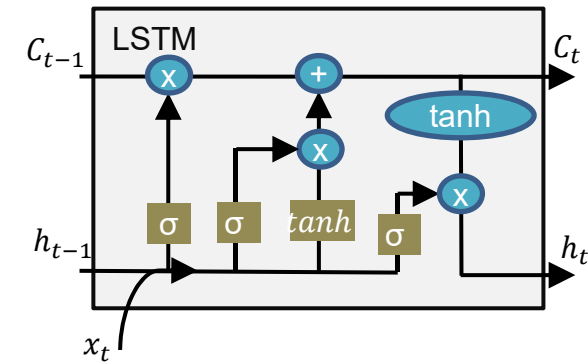 LSTM
C_{t-1}
C_t
x
+
tanh
x
x
σ
σ
tanh
σ
h_{t-1}
h_t
x_t